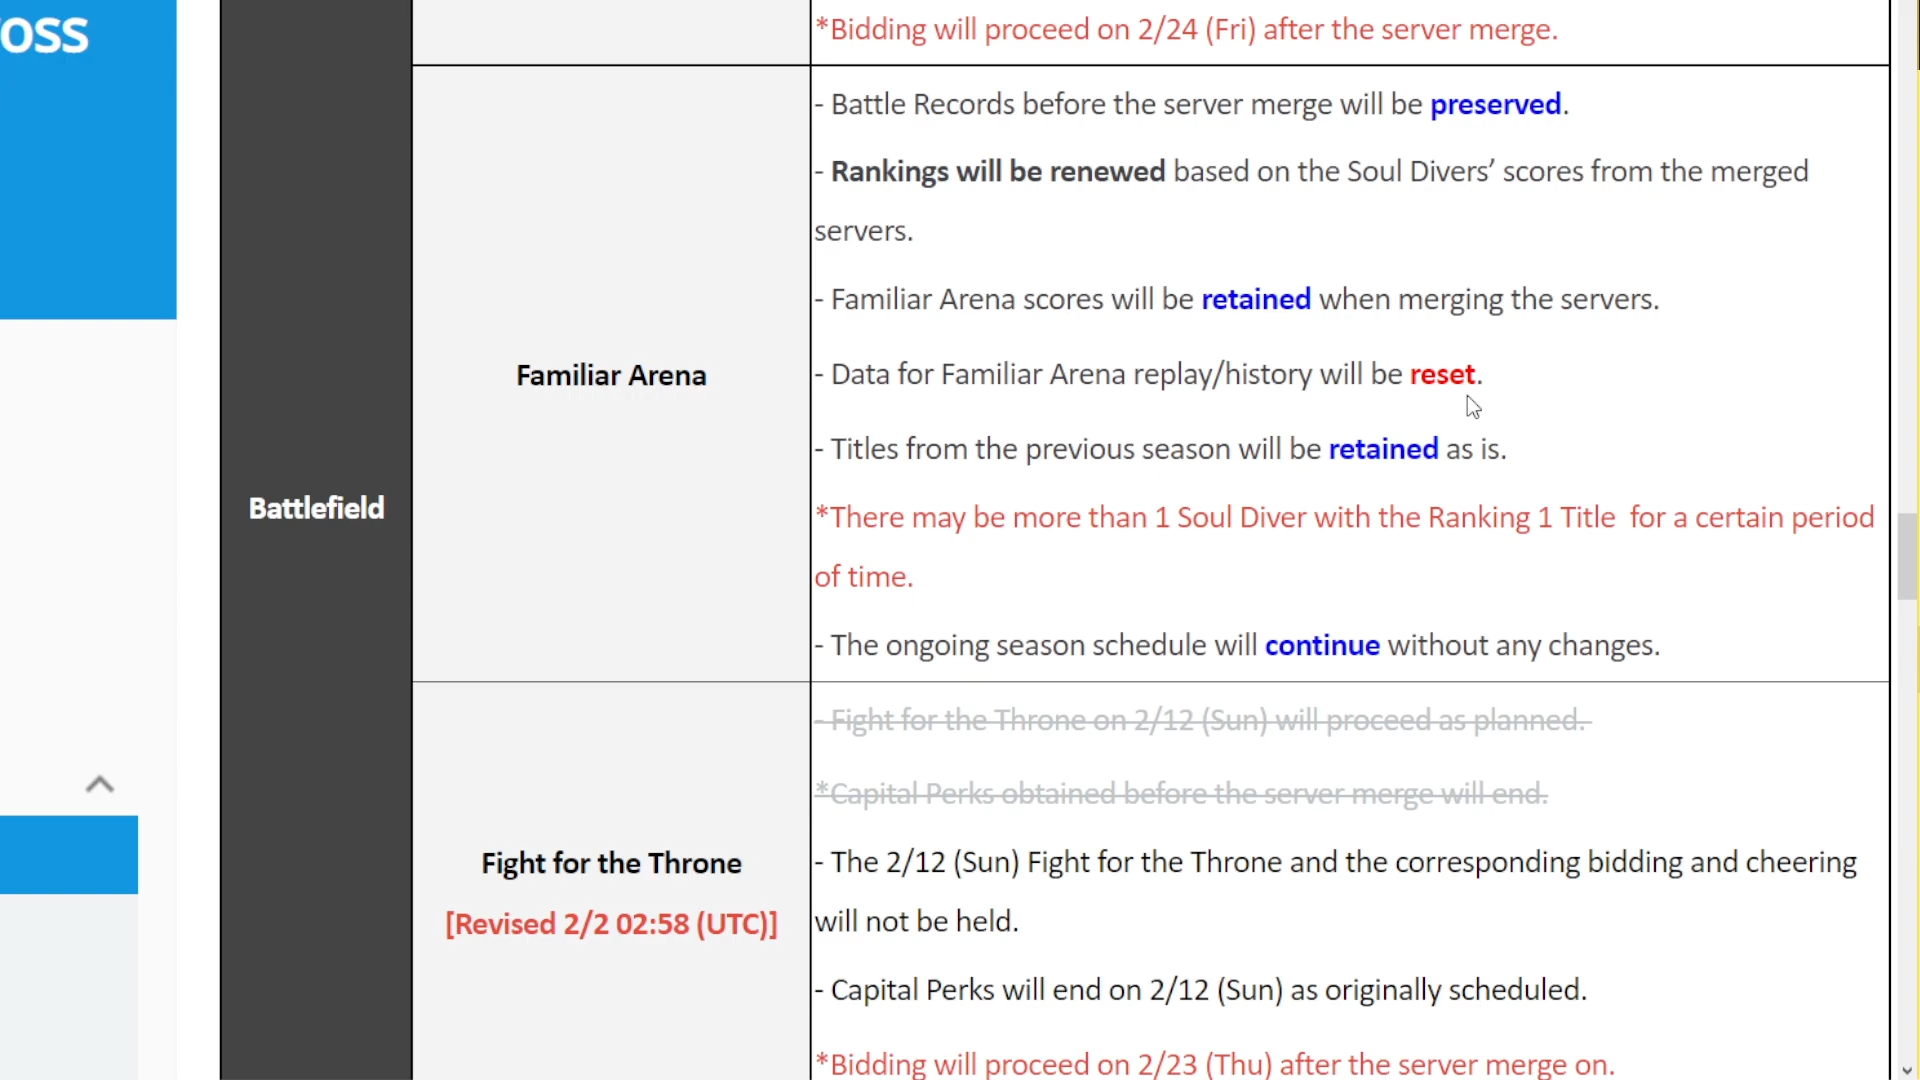 oss
*Bidding will proceed on 2/24 (Fri) after the server merge.
- Battle Records before the server merge will be preserved.
- Rankings will be renewed based on the Soul Divers’ scores from the merged
servers.
- Familiar Arena scores will be retained when merging the servers.
Familiar Arena
- Data for Familiar Arena replay/history will be reset.
- Titles from the previous season will be retained as is.
Battlefield
*There may be more than 1 Soul Diver with the Ranking 1 Title  for a certain period
of time.
- The ongoing season schedule will continue without any changes.
- Fight for the Throne on 2/12 (Sun) will proceed as planned.
*Capital Perks obtained before the server merge will end.
Fight for the Throne
[Revised 2/2 02:58 (UTC)]
- The 2/12 (Sun) Fight for the Throne and the corresponding bidding and cheering
will not be held.
- Capital Perks will end on 2/12 (Sun) as originally scheduled.
*Bidding will proceed on 2/23 (Thu) after the server merge on.